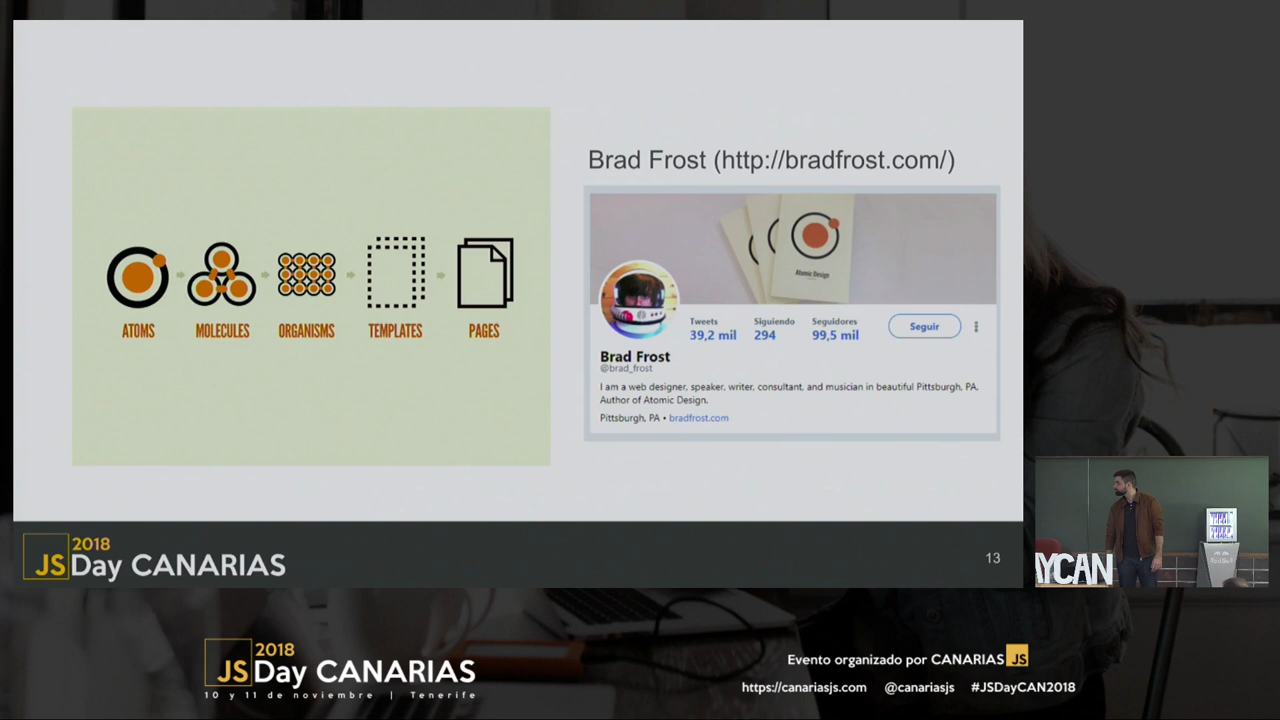 Brad Frost (http://bradfrost.com/)
ATOMS
MOLECULES
ORGANISMS
TEMPLATES
PAGES
Atomic Design
Tweets
39,2 mil
Siguiendo
294
Seguidores
99,5 mil
Seguir
Brad Frost
@brad_frost
I am a web designer, speaker, writer, consultant, and musician in beautiful Pittsburgh, PA.
Author of Atomic Design.
Pittsburgh, PA • bradfrost.com
2018
JS Day CANARIAS
13
YCAN
2018
JS Day CANARIAS
10 y 11 de noviembre | Tenerife
Evento organizado por CANARIAS JS
https://canariasjs.com @canariasjs #JSDayCAN2018